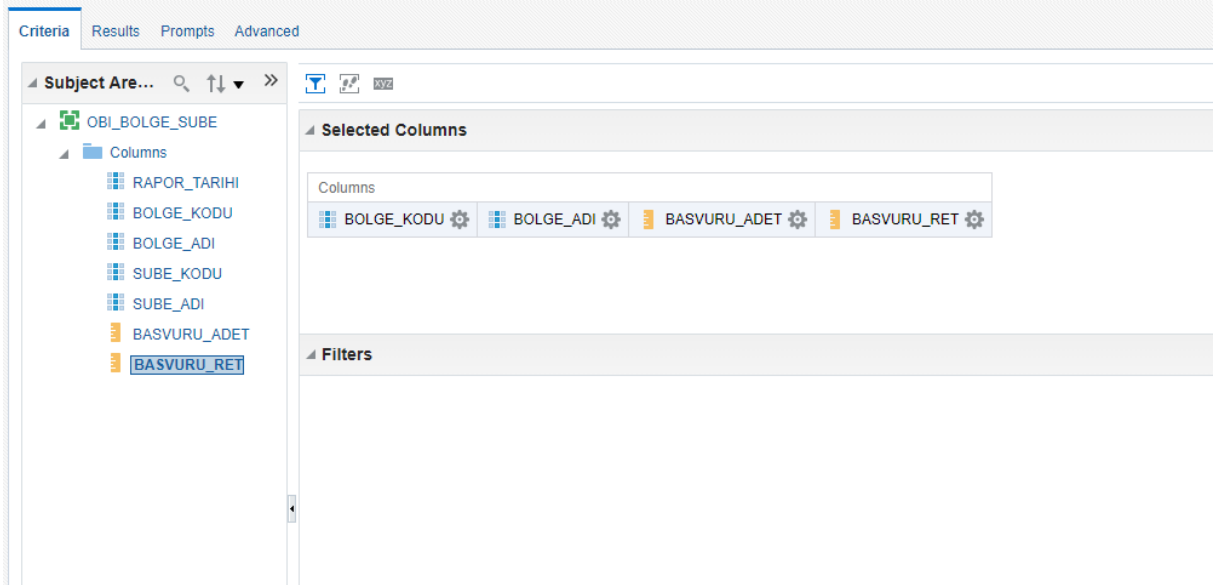 Criteria Results Prompts Advanced
Subject Are...
xyz
OBI_BOLGE_SUBE
Columns
RAPOR_TARIHI
BOLGE_KODU
BOLGE_ADI
SUBE_KODU
SUBE_ADI
BASVURU_ADET
BASVURU_RET
Selected Columns
Columns
BOLGE_KODU BOLGE_ADI BASVURU_ADET BASVURU_RET
Filters